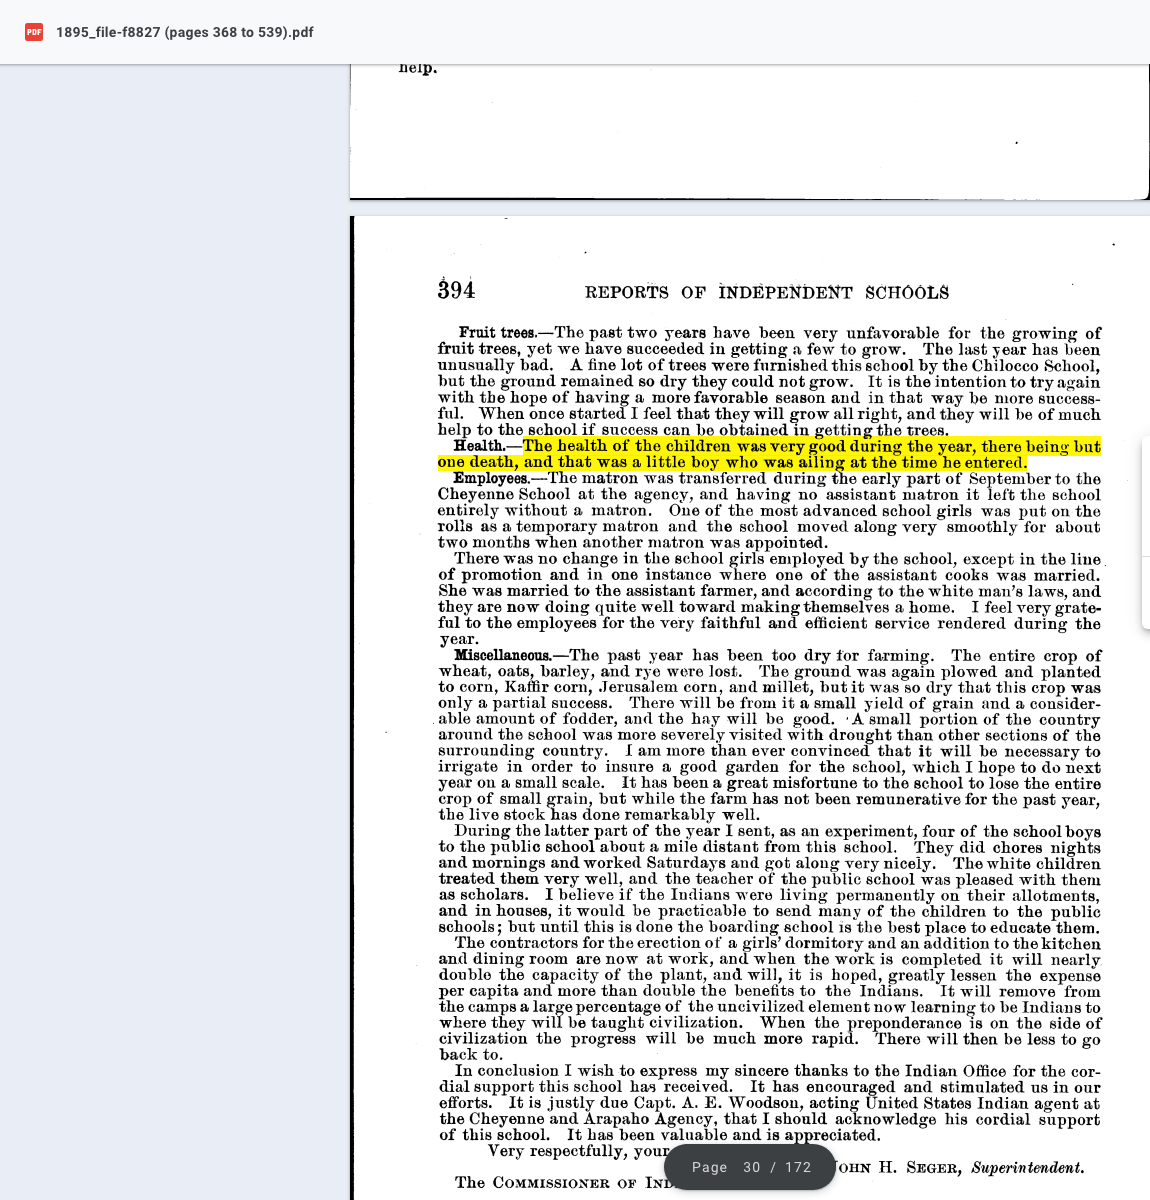 PDF 1895_file-f8827 (pages 368 to 539).pdf
help.
394 REPORTS OF INDEPENDENT SCHOOLS
Fruit trees.—The past two years have been very unfavorable for the growing of
fruit trees, yet we have succeeded in getting a few to grow. The last year has been
unusually bad. A fine lot of trees were furnished this school by the Chilocco School,
but the ground remained so dry they could not grow. It is the intention to try again
with the hope of having a more favorable season and in that way be more success-
ful. When once started I feel that they will grow all right, and they will be of much
help to the school if success can be obtained in getting the trees.
Health.—The health of the children was very good during the year, there being but
one death, and that was a little boy who was ailing at the time he entered.
Employees.—The matron was transferred during the early part of September to the
Cheyenne School at the agency, and having no assistant matron it left the school
entirely without a matron. One of the most advanced school girls was put on the
rolls as a temporary matron and the school moved along very smoothly for about
two months when another matron was appointed.
There was no change in the school girls employed by the school, except in the line
of promotion and in one instance where one of the assistant cooks was married.
She was married to the assistant farmer, and according to the white man's laws, and
they are now doing quite well toward making themselves a home. I feel very grate-
ful to the employees for the very faithful and efficient service rendered during the
year.
Miscellaneous.—The past year has been too dry for farming. The entire crop of
wheat, oats, barley, and rye were lost. The ground was again plowed and planted
to corn, Kaffir corn, Jerusalem corn, and millet, but it was so dry that this crop was
only a partial success. There will be from it a small yield of grain and a consider-
able amount of fodder, and the hay will be good. A small portion of the country
around the school was more severely visited with drought than other sections of the
surrounding country. I am more than ever convinced that it will be necessary to
irrigate in order to insure a good garden for the school, which I hope to do next
year on a small scale. It has been a great misfortune to the school to lose the entire
crop of small grain, but while the farm has not been remunerative for the past year,
the live stock has done remarkably well.
During the latter part of the year I sent, as an experiment, four of the school boys
to the public school about a mile distant from this school. They did chores nights
and mornings and worked Saturdays and got along very nicely. The white children
treated them very well, and the teacher of the public school was pleased with them
as scholars. I believe if the Indians were living permanently on their allotments,
and in houses, it would be practicable to send many of the children to the public
schools; but until this is done the boarding school is the best place to educate them.
The contractors for the erection of a girls' dormitory and an addition to the kitchen
and dining room are now at work, and when the work is completed it will nearly
double the capacity of the plant, and will, it is hoped, greatly lessen the expense
per capita and more than double the benefits to the Indians. It will remove from
the camps a large percentage of the uncivilized element now learning to be Indians to
where they will be taught civilization. When the preponderance is on the side of
civilization the progress will be much more rapid. There will then be less to go
back to.
In conclusion I wish to express my sincere thanks to the Indian Office for the cor-
dial support this school has received. It has encouraged and stimulated us in our
efforts. It is justly due Capt. A. E. Woodson, acting United States Indian agent at
the Cheyenne and Arapaho Agency, that I should acknowledge his cordial support
of this school. It has been valuable and is appreciated.
Very respectfully, your
OHN H. SEGER, Superintendent.
Page 30 / 172
The COMMISSIONER OF IND